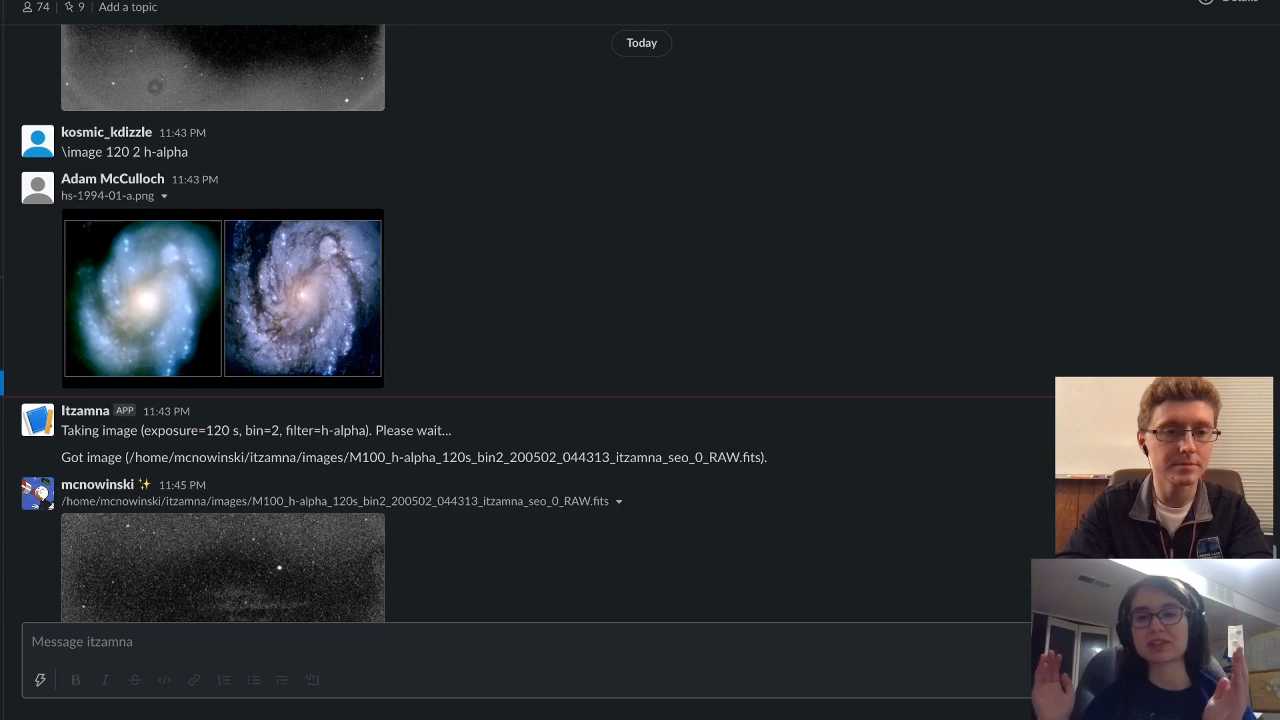 74 | 9 | Add a topic
Today
kosmic_kdizzle 11:43 PM
\image 120 2 h-alpha
Adam McCulloch 11:43 PM
hs-1994-01-a.png
Itzamna APP 11:43 PM
Taking image (exposure=120 s, bin=2, filter=h-alpha). Please wait...
Got image (/home/mcnowinski/itzamna/images/M100_h-alpha_120s_bin2_200502_044313_itzamna_seo_0_RAW.fits).
mcnowinski 11:45 PM
/home/mcnowinski/itzamna/images/M100_h-alpha_120s_bin2_200502_044313_itzamna_seo_0_RAW.fits
Message itzamna
B I S